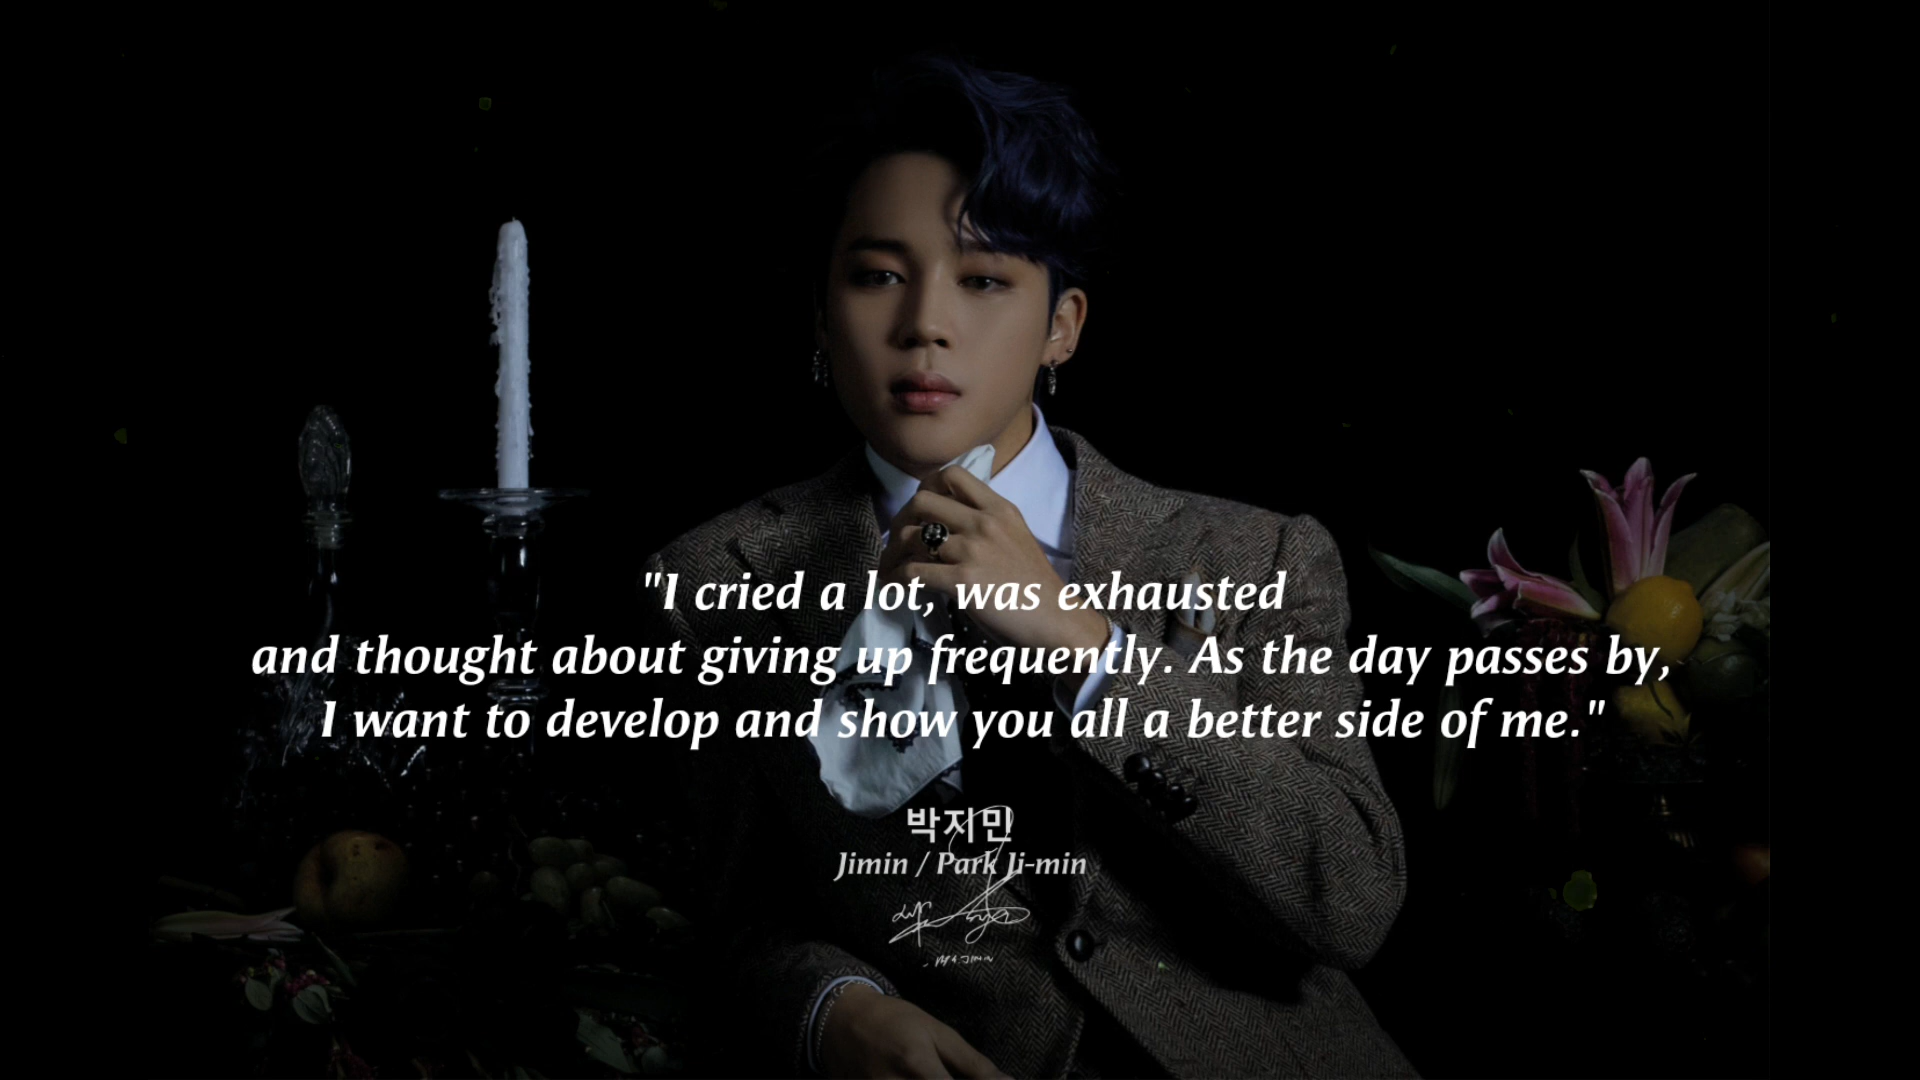 "I cried a lot, was exhausted
and thought about giving up frequently. As the day passes by,
I want to develop and show you all a better side of me."
박지민
Jimin / Park Ji-min